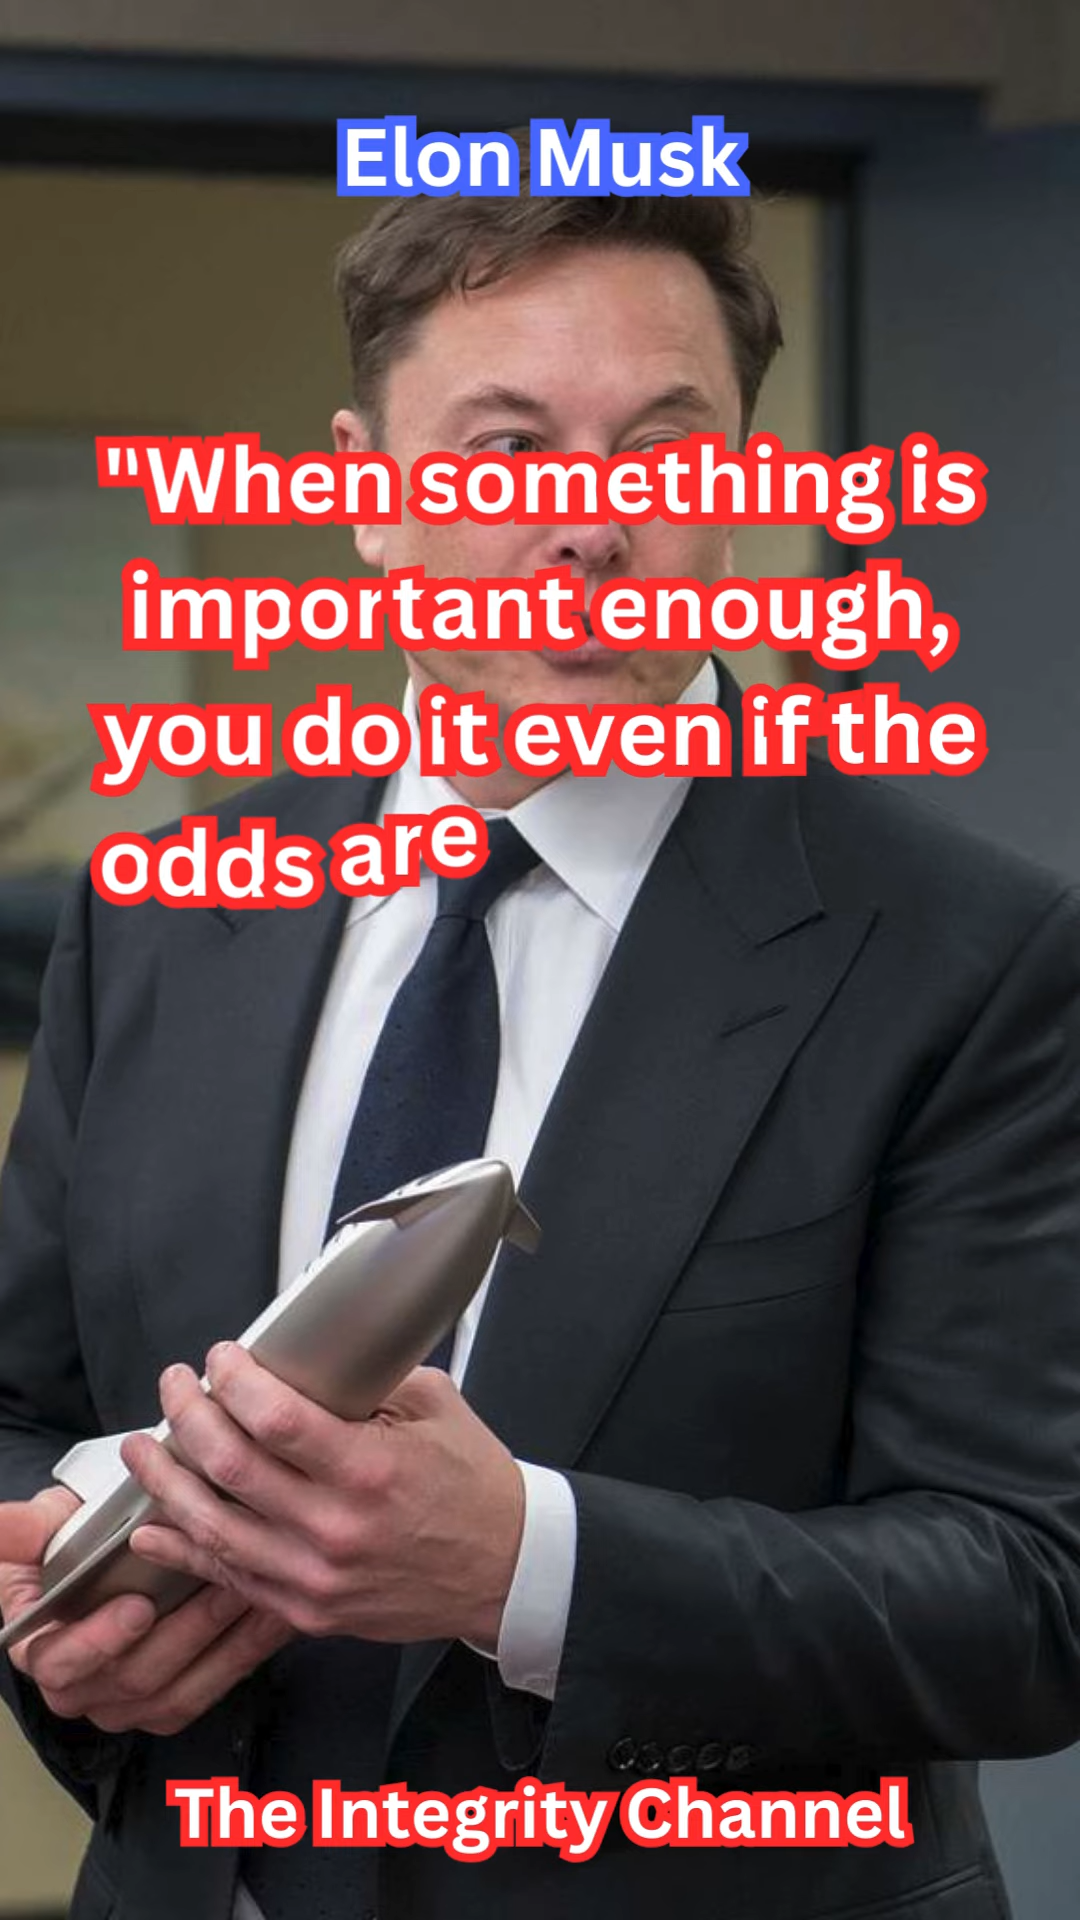 Elon Musk
"When something is
important enough,
you do it even if the
odds are
The Integrity Channel